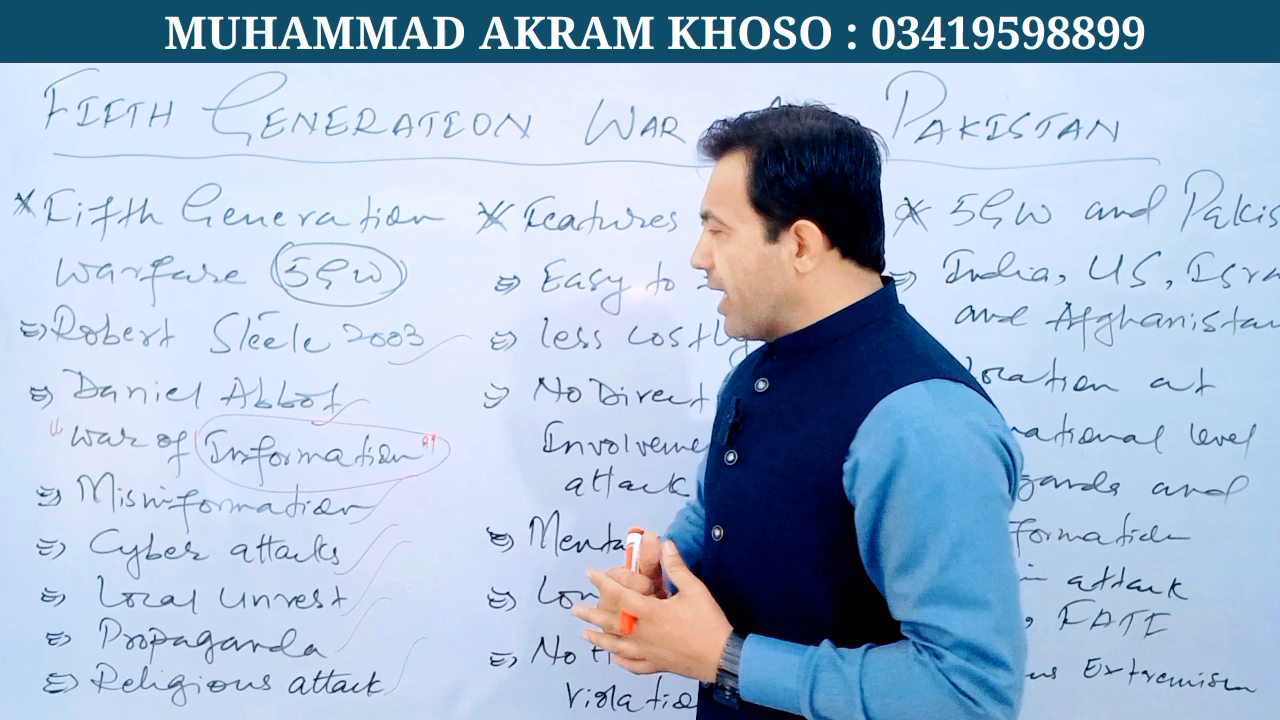 MUHAMMAD AKRAM KHOSO : 03419598899
FIFTH GENERATION WAR PAKISTAN
Fifth Generation
warfare (5GW)
Robert Steele 2003
Daniel Abbot
"War of Information"
Misinformation
Cyber attacks
Local Unrest
Propaganda
Religious attack
Features
Easy to
less costly
No Direct
Involveme
attack
Menta
Lon
No H
violatio
5GW and Pakis
India, US, Isra
and Afghanistan
location at
national level
ganda and
formation
attack
, FATF
us Extremism